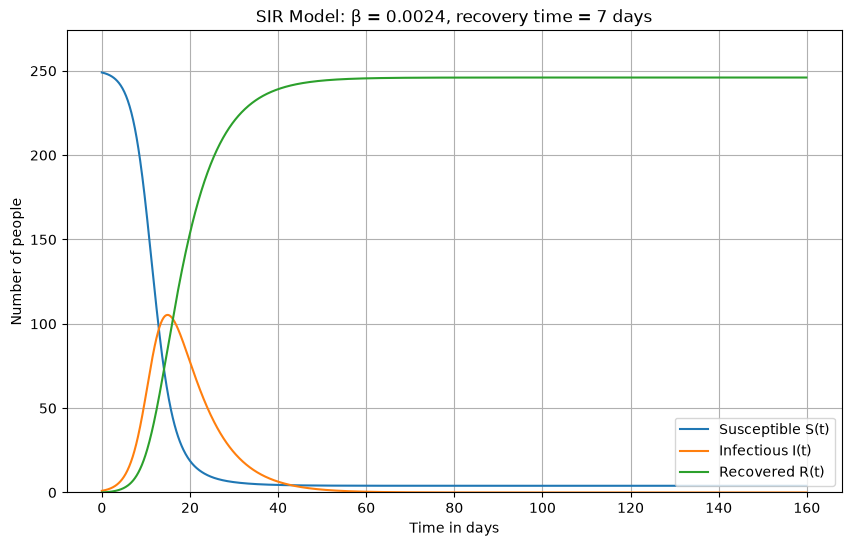 SIR Model: β = 0.0024, recovery time = 7 days
Number of people
250
200
150
100
50
0
0 20 40 60 80 100 120 140 160
Time in days
Susceptible S(t)
Infectious I(t)
Recovered R(t)